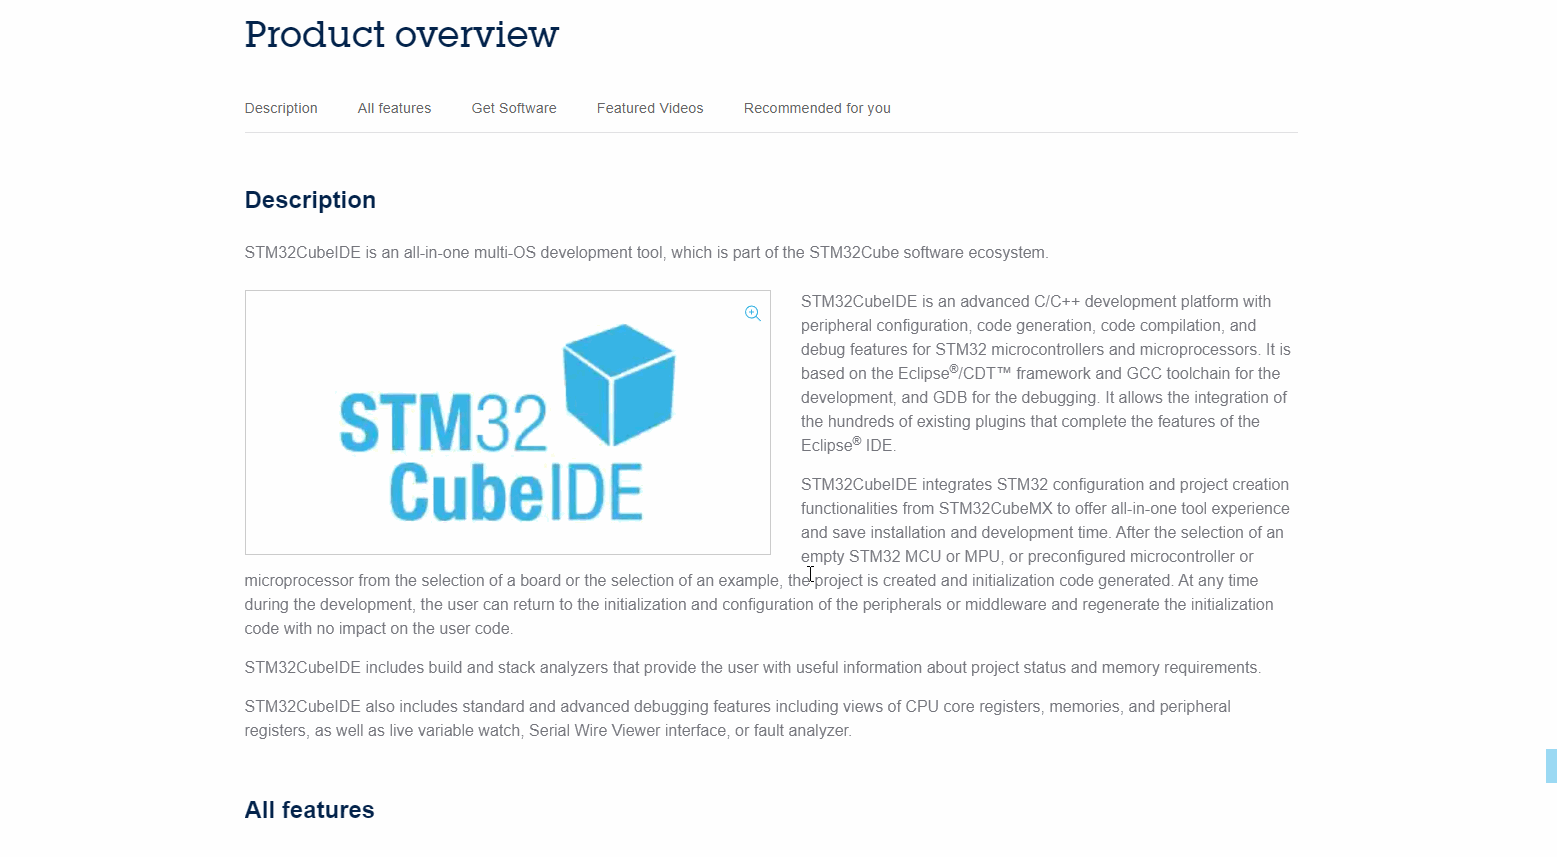 Product overview
Description All features Get Software Featured Videos Recommended for you
Description
STM32CubeIDE is an all-in-one multi-OS development tool, which is part of the STM32Cube software ecosystem.
STM32
CubeIDE
STM32CubeIDE is an advanced C/C++ development platform with
peripheral configuration, code generation, code compilation, and
debug features for STM32 microcontrollers and microprocessors. It is
based on the Eclipse®/CDT™ framework and GCC toolchain for the
development, and GDB for the debugging. It allows the integration of
the hundreds of existing plugins that complete the features of the
Eclipse® IDE.
STM32CubeIDE integrates STM32 configuration and project creation
functionalities from STM32CubeMX to offer all-in-one tool experience
and save installation and development time. After the selection of an
empty STM32 MCU or MPU, or preconfigured microcontroller or
microprocessor from the selection of a board or the selection of an example, the project is created and initialization code generated. At any time
during the development, the user can return to the initialization and configuration of the peripherals or middleware and regenerate the initialization
code with no impact on the user code.
STM32CubeIDE includes build and stack analyzers that provide the user with useful information about project status and memory requirements.
STM32CubeIDE also includes standard and advanced debugging features including views of CPU core registers, memories, and peripheral
registers, as well as live variable watch, Serial Wire Viewer interface, or fault analyzer.
All features